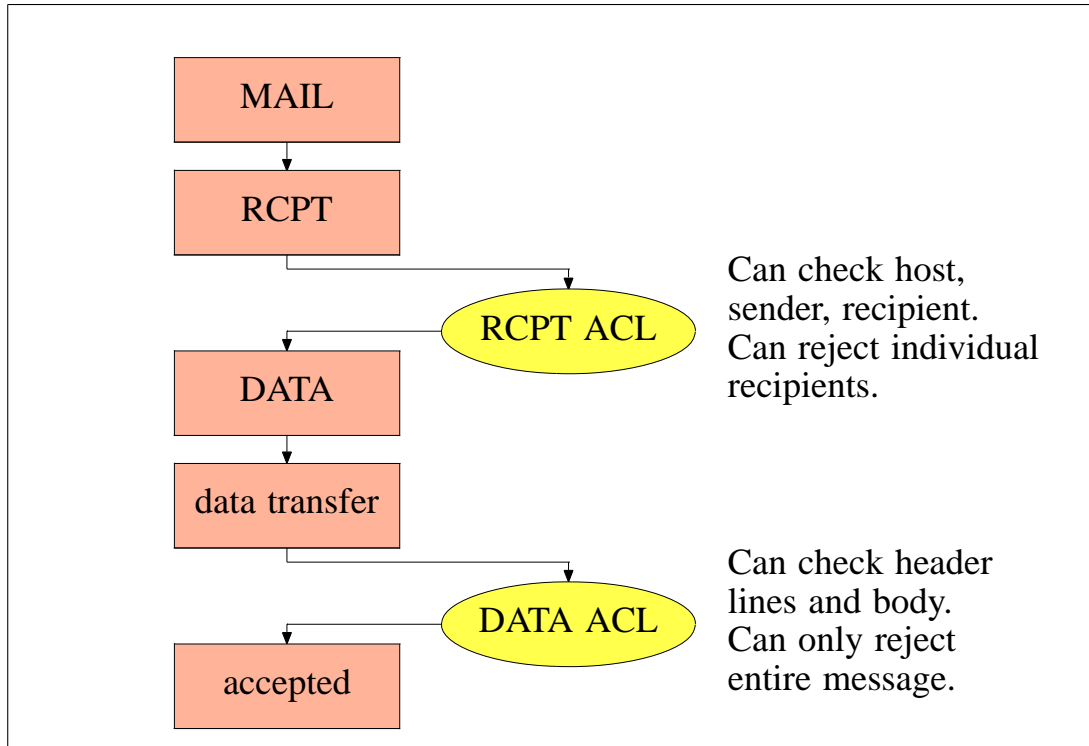 MAIL
RCPT
RCPT ACL
Can check host,
sender, recipient.
Can reject individual
recipients.
DATA
data transfer
DATA ACL
Can check header
lines and body.
Can only reject
entire message.
accepted